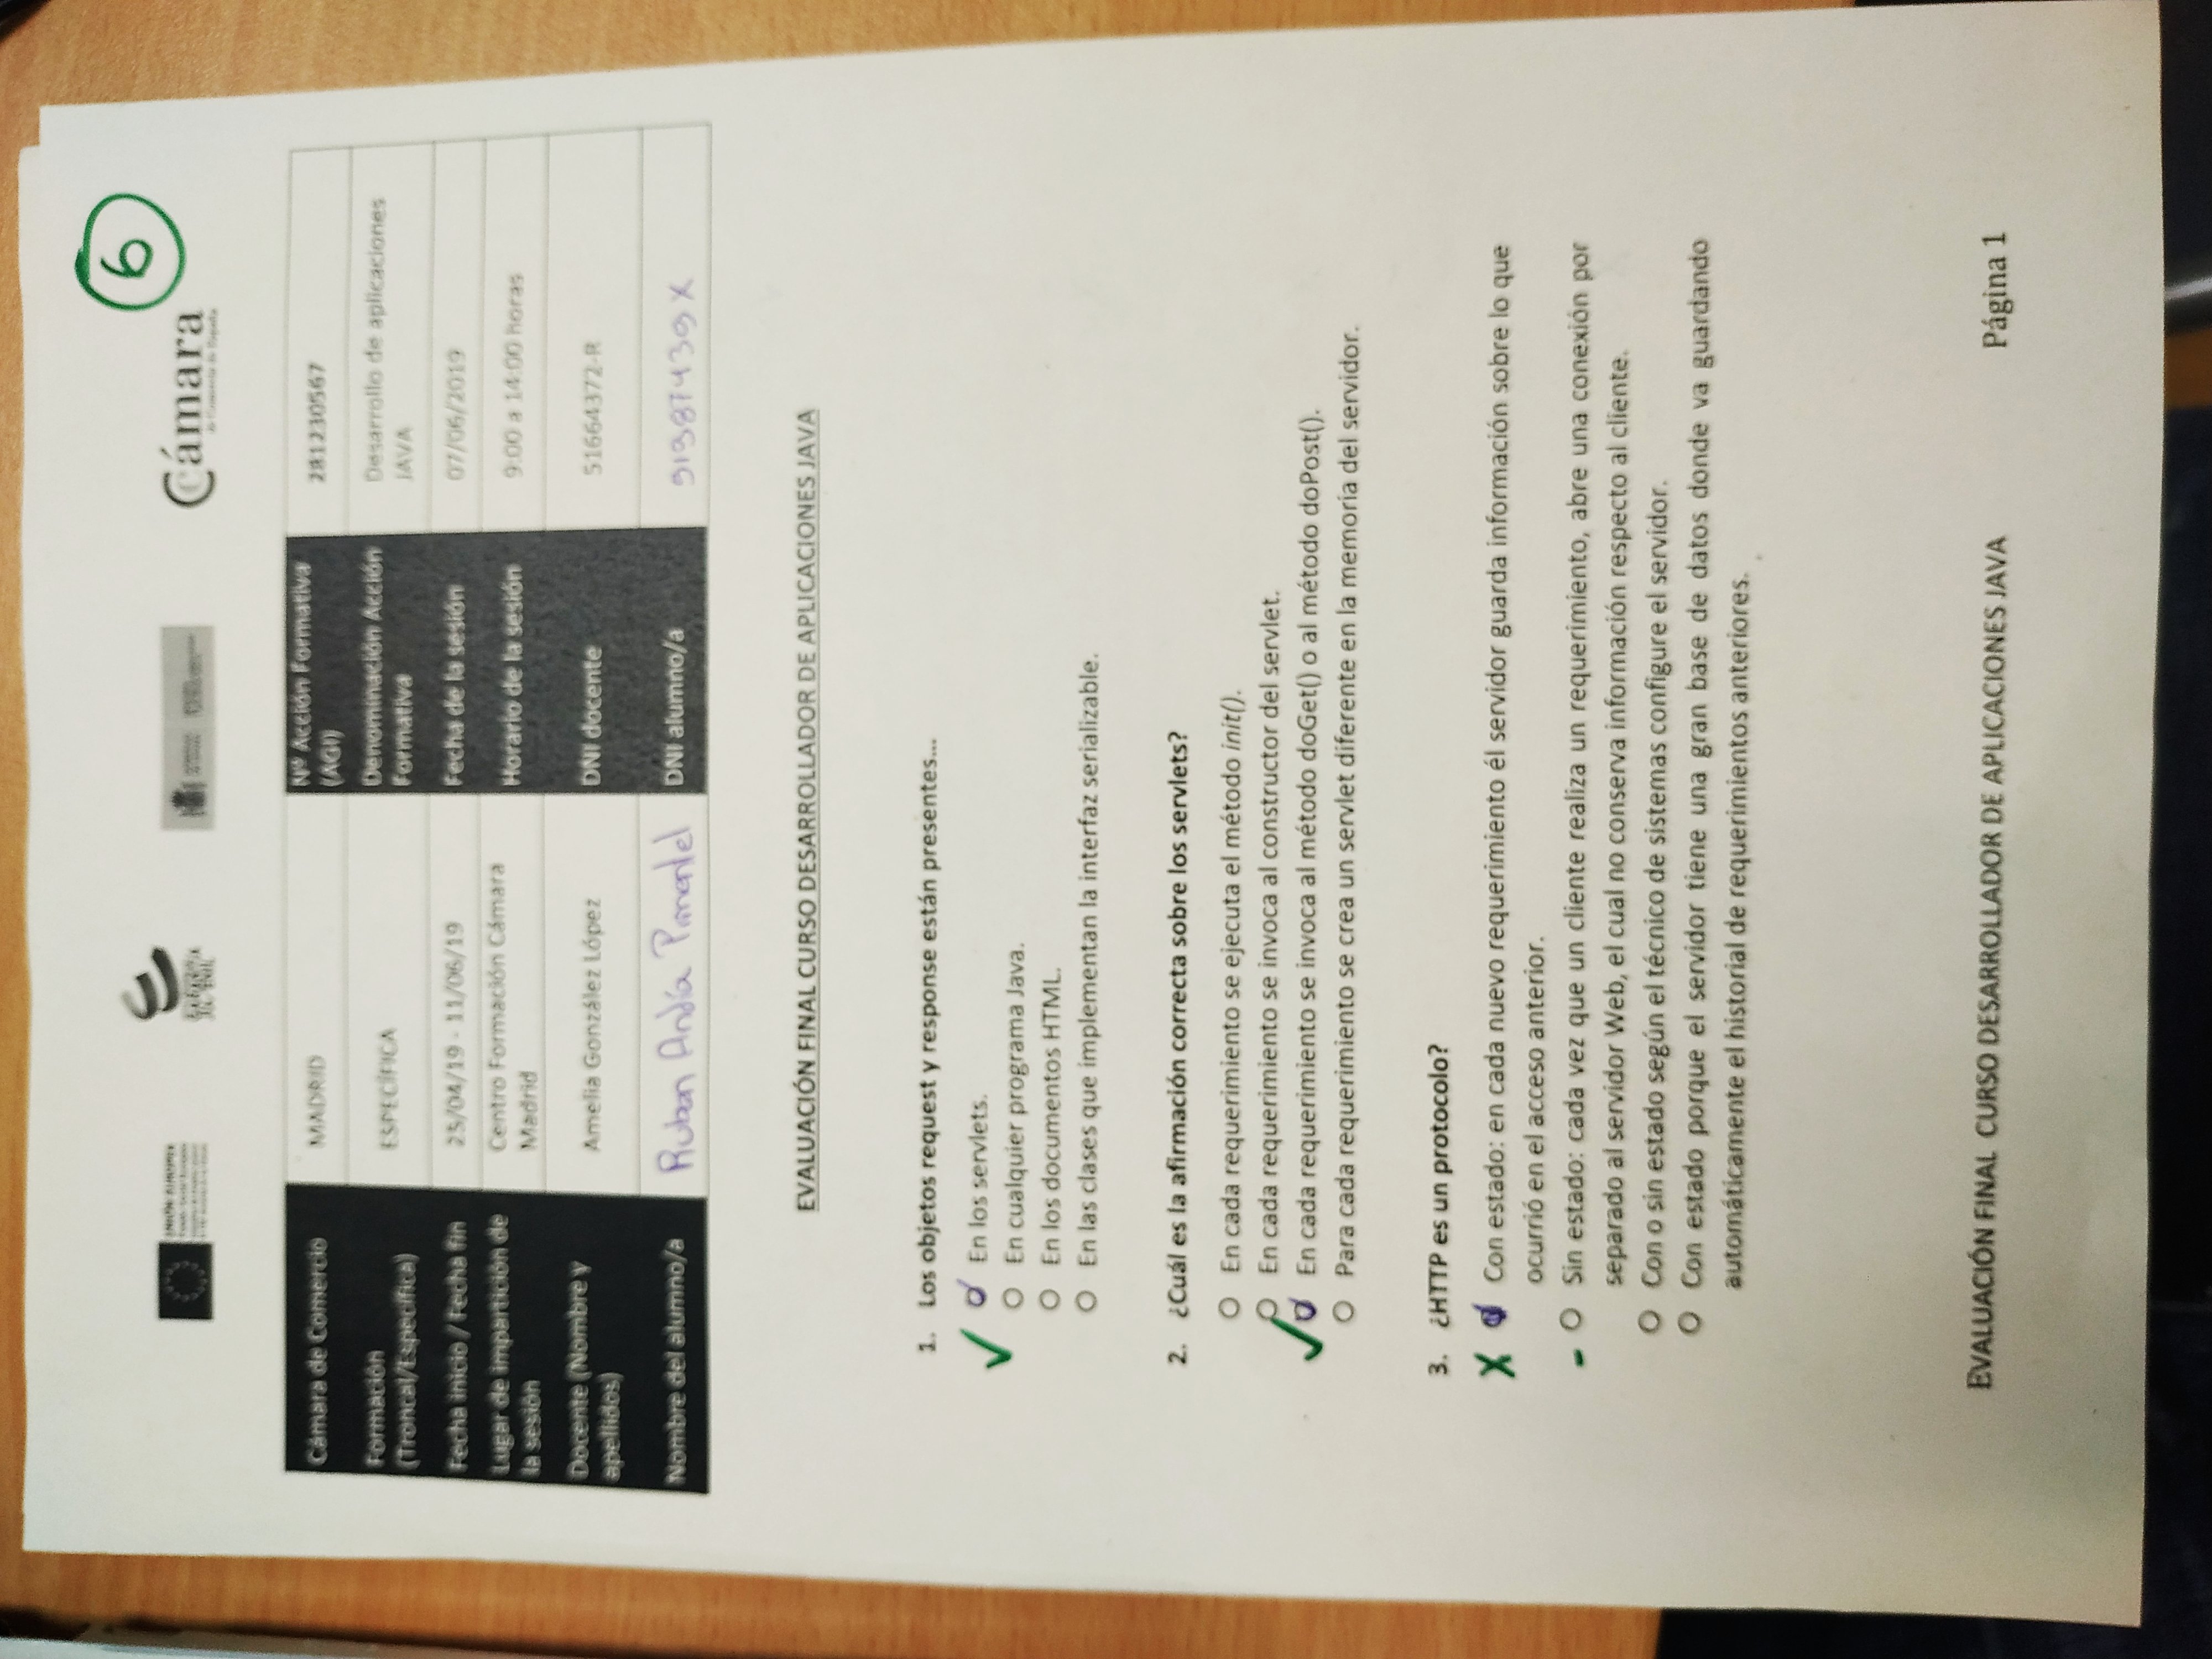 6
UNIÓN EUROPEA
Cámara
de Comercio de España
Cámara de Comercio MADRID Nº Acción Formativa (AGI) 281230567
Formación (Troncal/Específica) ESPECÍFICA Denominación Acción Formativa Desarrollo de aplicaciones JAVA
Fecha inicio / Fecha fin 25/04/19 - 11/06/19 Fecha de la sesión 07/06/2019
Lugar de impartición de la sesión Centro Formación Cámara Madrid Horario de la sesión 9:00 a 14:00 horas
Docente (Nombre y apellidos) Amelia González López DNI docente 51664372-R
Nombre del alumno/a Ruben Andía Pimentel DNI alumno/a
EVALUACIÓN FINAL CURSO DESARROLLADOR DE APLICACIONES JAVA
1. Los objetos request y response están presentes...
En los servlets.
En cualquier programa Java.
En los documentos HTML.
En las clases que implementan la interfaz serializable.
2. ¿Cuál es la afirmación correcta sobre los servlets?
En cada requerimiento se ejecuta el método init().
En cada requerimiento se invoca al constructor del servlet.
En cada requerimiento se invoca al método doGet() o al método doPost().
Para cada requerimiento se crea un servlet diferente en la memoria del servidor.
3. ¿HTTP es un protocolo?
Con estado: en cada nuevo requerimiento él servidor guarda información sobre lo que
ocurrió en el acceso anterior.
Sin estado: cada vez que un cliente realiza un requerimiento, abre una conexión por
separado al servidor Web, el cual no conserva información respecto al cliente.
Con o sin estado según el técnico de sistemas configure el servidor.
Con estado porque el servidor tiene una gran base de datos donde va guardando
automáticamente el historial de requerimientos anteriores.
EVALUACIÓN FINAL CURSO DESARROLLADOR DE APLICACIONES JAVA Página 1